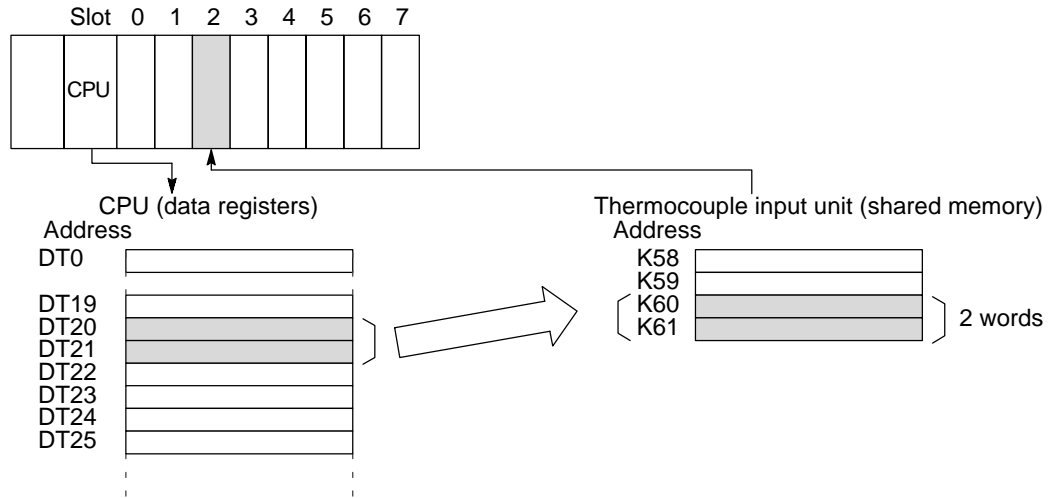 Slot 0 1 2 3 4 5 6 7
CPU
CPU (data registers)
Address
DT0
DT19
DT20
DT21
DT22
DT23
DT24
DT25
Thermocouple input unit (shared memory)
Address
K58
K59
K60
K61
2 words